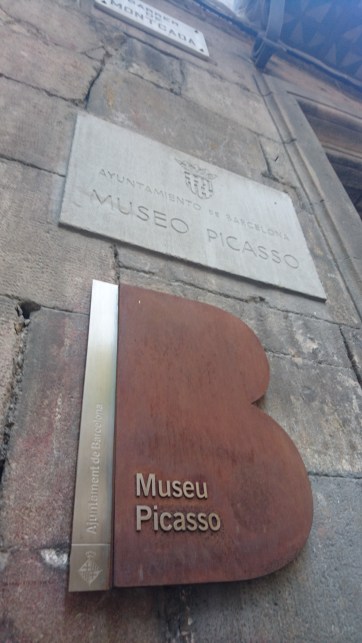 CARRER
DE
MONTCADA
AYUNTAMIENTO DE BARCELONA
MUSEO PICASSO
Ajuntament de Barcelona
Museu
Picasso